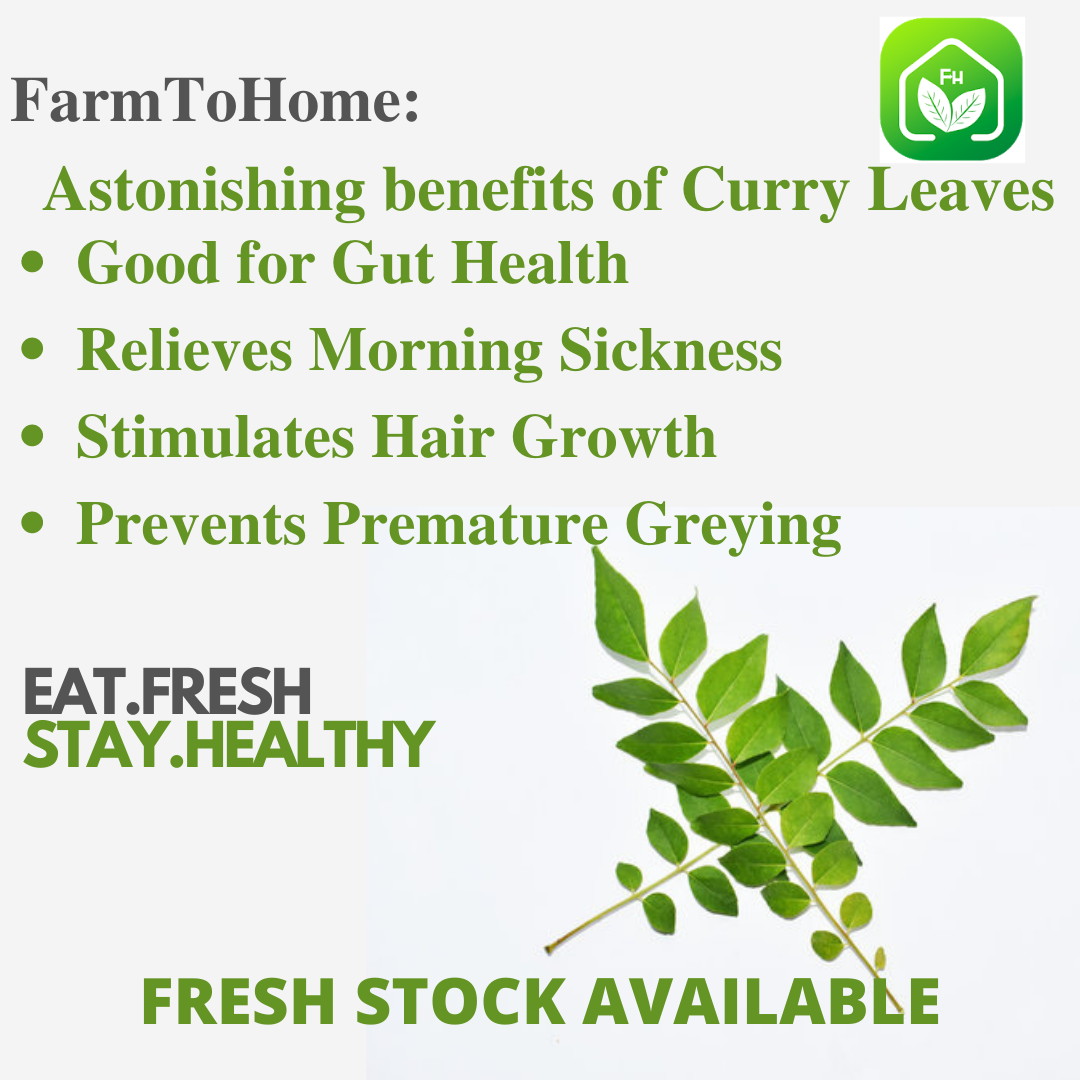 FH
FarmToHome:
Astonishing benefits of Curry Leaves
• Good for Gut Health
• Relieves Morning Sickness
• Stimulates Hair Growth
• Prevents Premature Greying
EAT.FRESH
STAY.HEALTHY
FRESH STOCK AVAILABLE